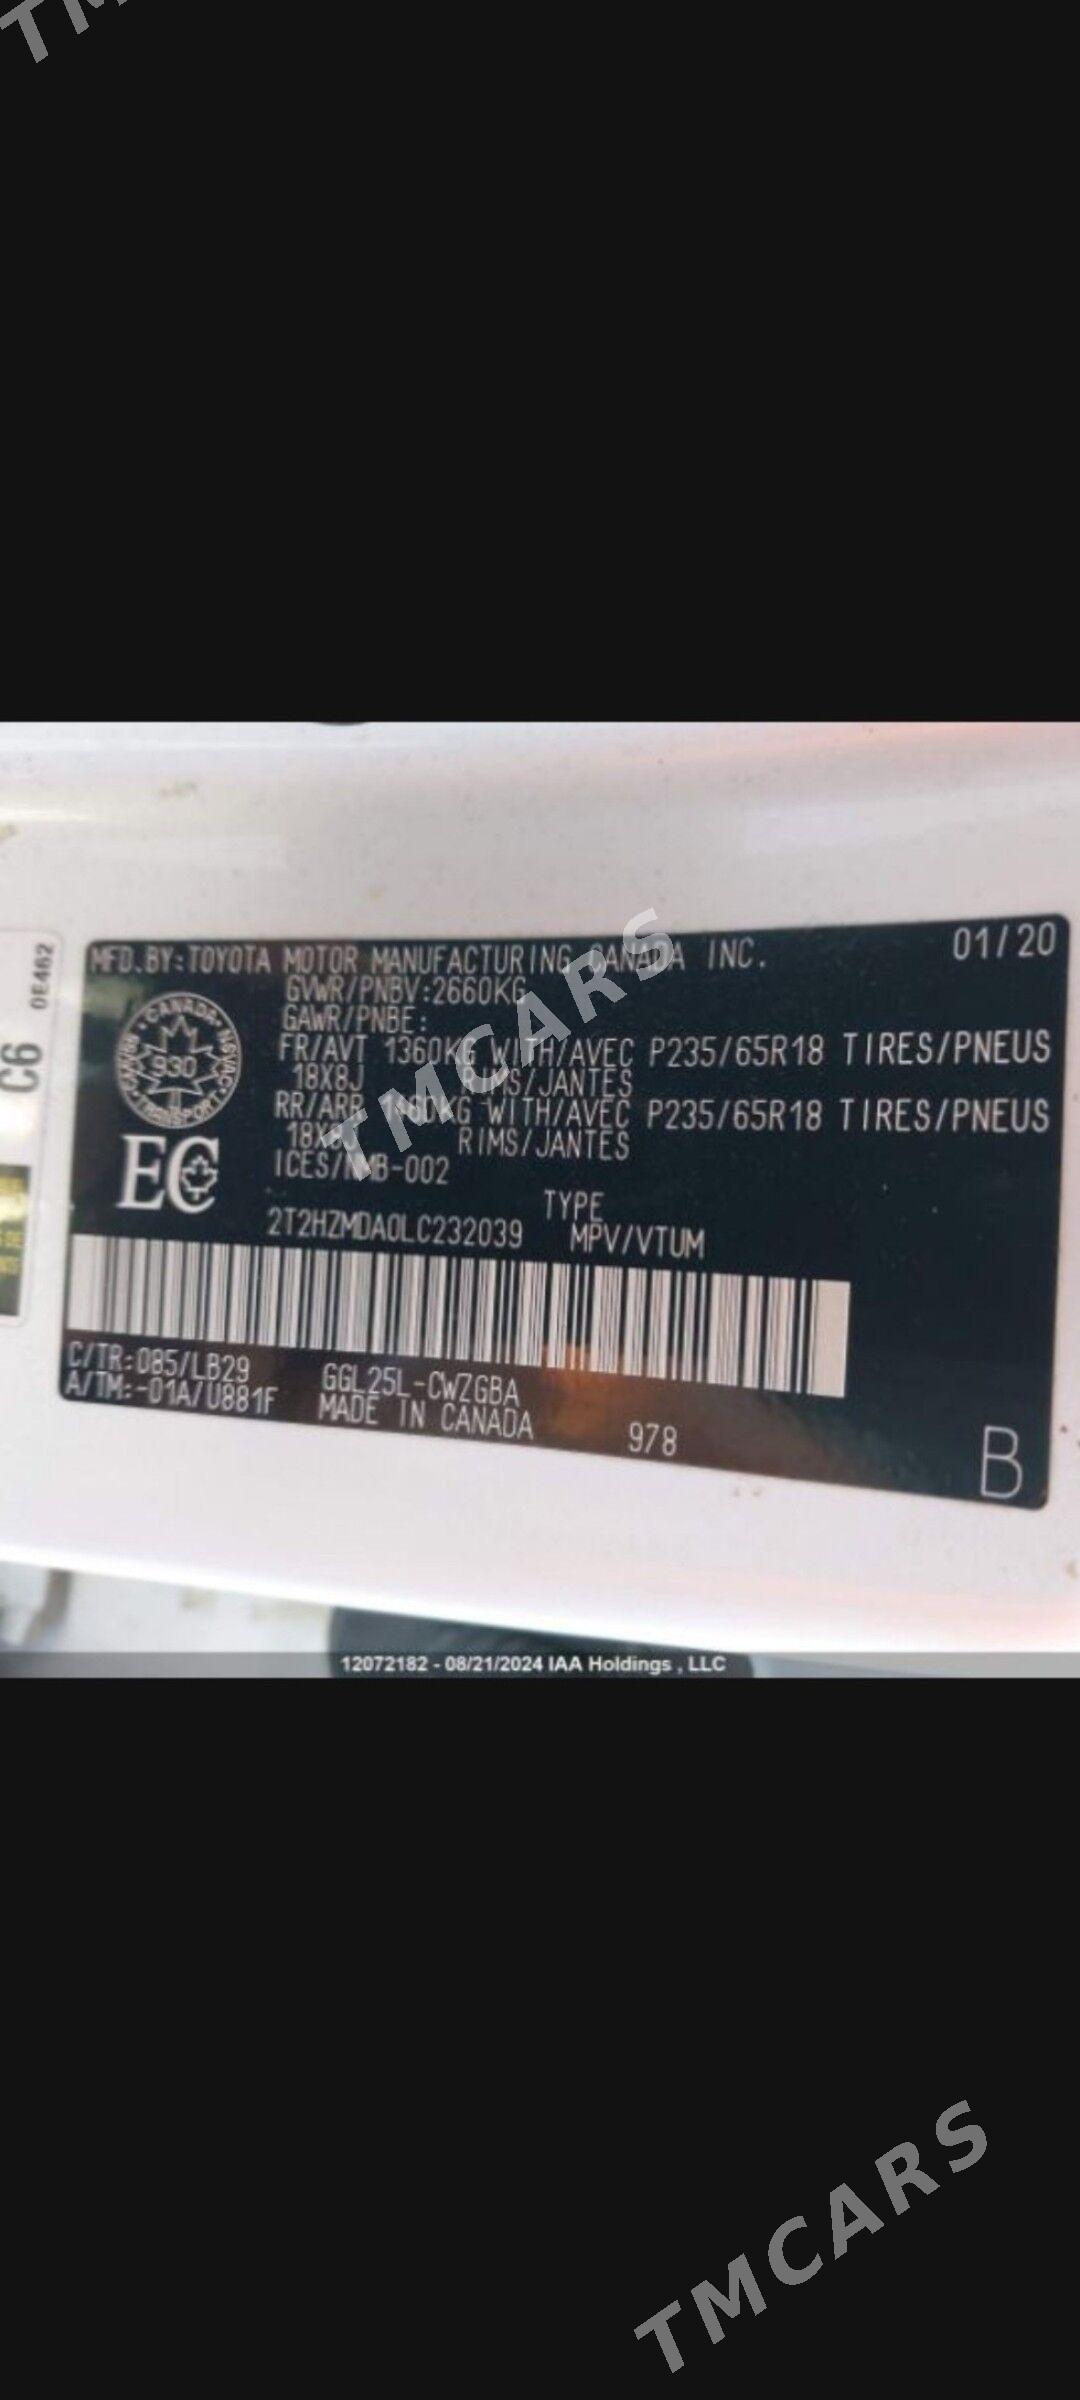 MFD.BY:TOYOTA MOTOR MANUFACTURING CANADA INC. 01/20
GVWR/PNBV:2660KG
GAWR/PNBE:
FR/AVT 1360KG WITH/AVEC P235/65R18 TIRES/PNEUS
18X8J RIMS/JANTES
RR/ARR WITH/AVEC P235/65R18 TIRES/PNEUS
RIMS/JANTES
CANADA
930
TRANSPORT
EC
TYPE
2T2HZMDA0LC232039 MPV/VTUM
C/TR:085/LB29 GGL25L-CWZGBA
A/TM:-01A/U881F MADE IN CANADA 978
B
C6
0E462
TMCARS
12072182 - 08/21/2024 IAA Holdings , LLC
TMCARS